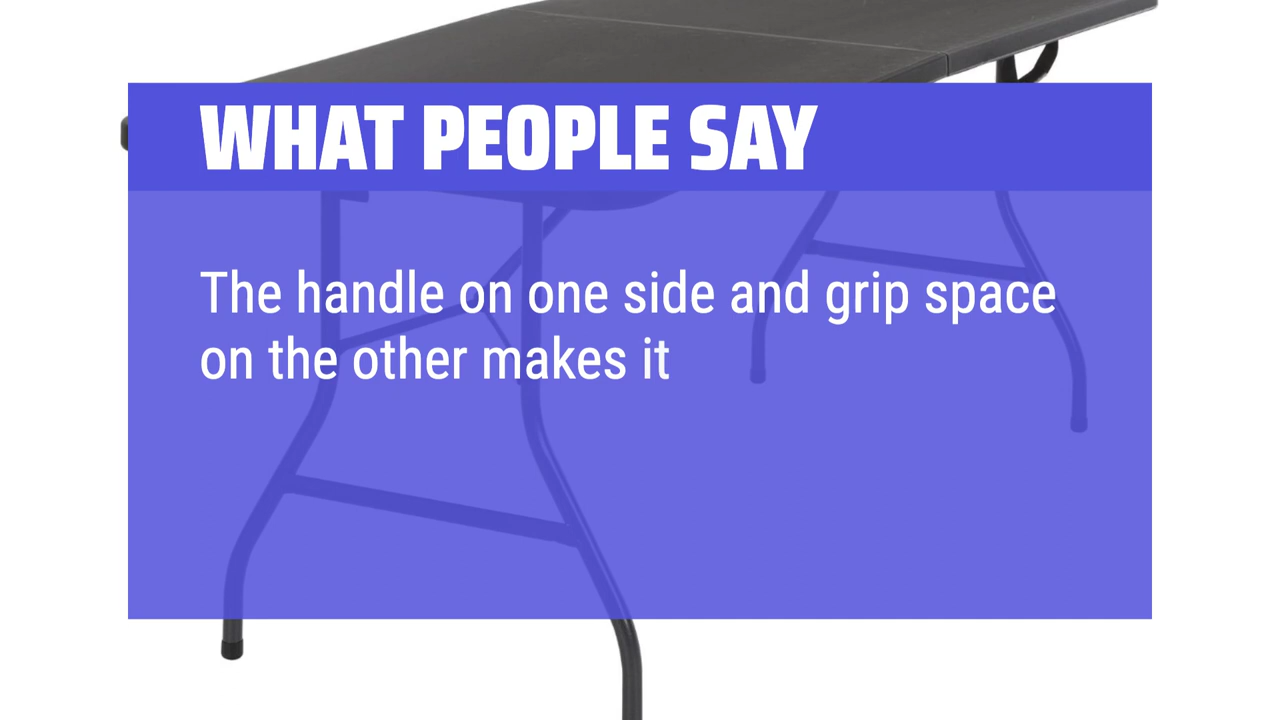 WHAT PEOPLE SAY
The handle on one side and grip space
on the other makes it